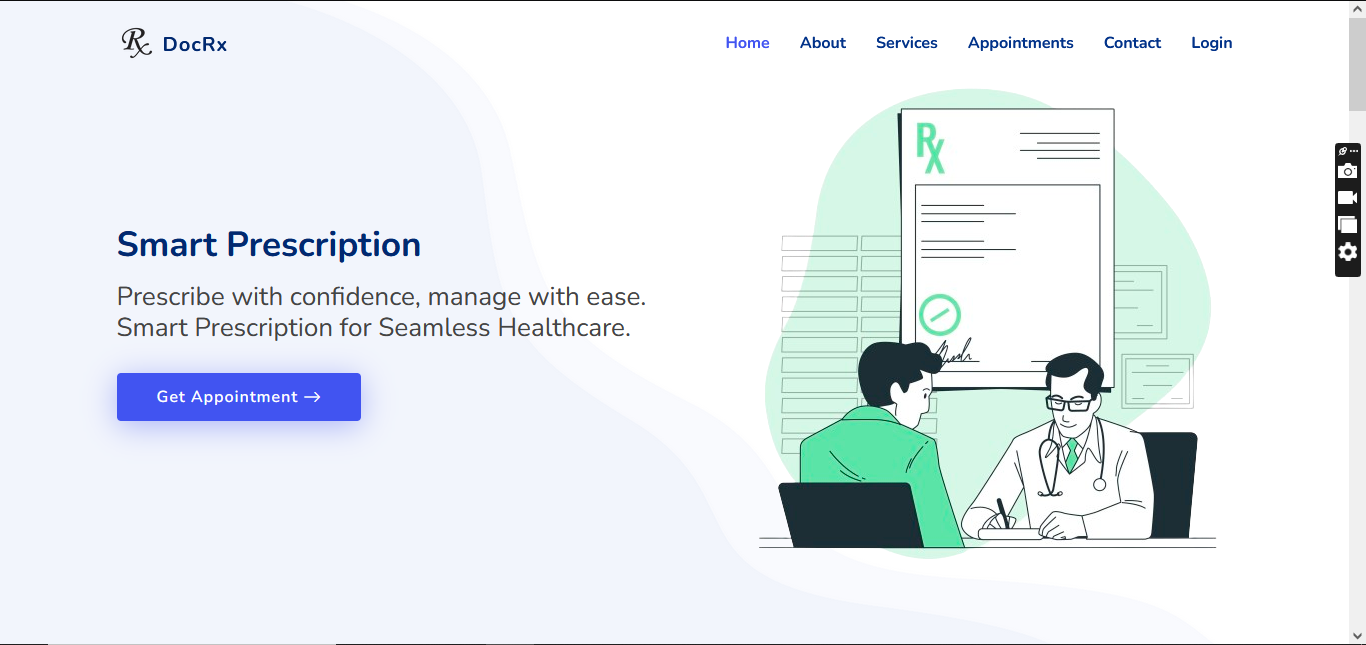 Rx DocRx
Home About Services Appointments Contact Login
RX
Smart Prescription
Prescribe with confidence, manage with ease.
Smart Prescription for Seamless Healthcare.
Get Appointment →